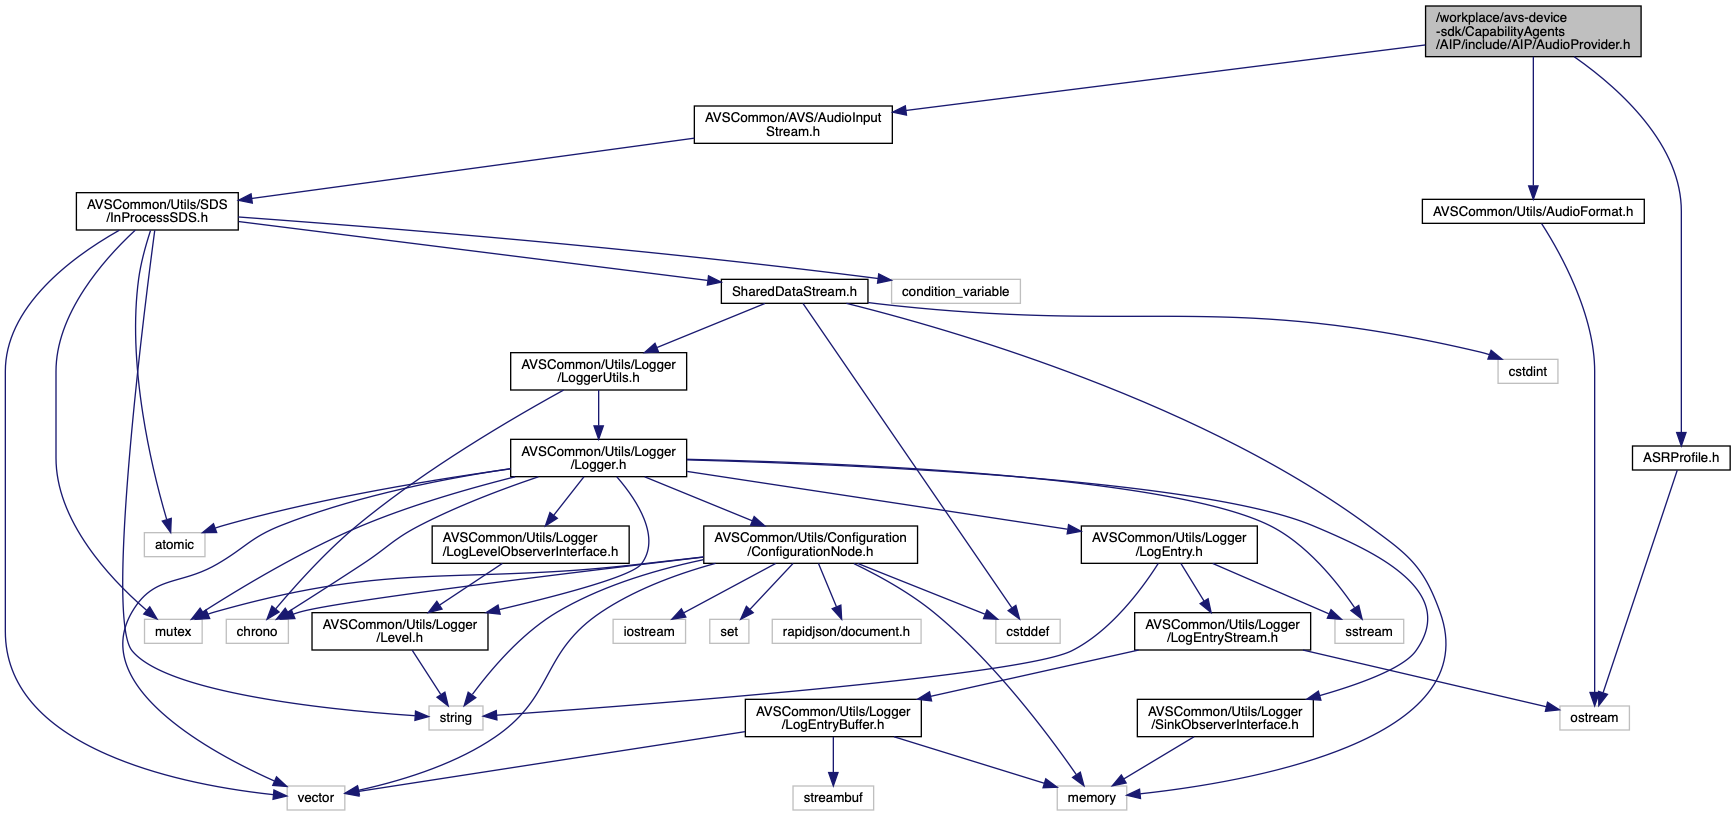 /workplace/avs-device
-sdk/CapabilityAgents
/AIP/include/AIP/AudioProvider.h
AVSCommon/AVS/AudioInput
Stream.h
AVSCommon/Utils/SDS
/InProcessSDS.h
AVSCommon/Utils/AudioFormat.h
SharedDataStream.h
condition_variable
AVSCommon/Utils/Logger
/LoggerUtils.h
cstdint
AVSCommon/Utils/Logger
/Logger.h
ASRProfile.h
atomic
AVSCommon/Utils/Logger
/LogLevelObserverInterface.h
AVSCommon/Utils/Configuration
/ConfigurationNode.h
AVSCommon/Utils/Logger
/LogEntry.h
mutex
chrono
AVSCommon/Utils/Logger
/Level.h
iostream
set
rapidjson/document.h
cstddef
AVSCommon/Utils/Logger
/LogEntryStream.h
sstream
string
AVSCommon/Utils/Logger
/LogEntryBuffer.h
AVSCommon/Utils/Logger
/SinkObserverInterface.h
ostream
vector
streambuf
memory